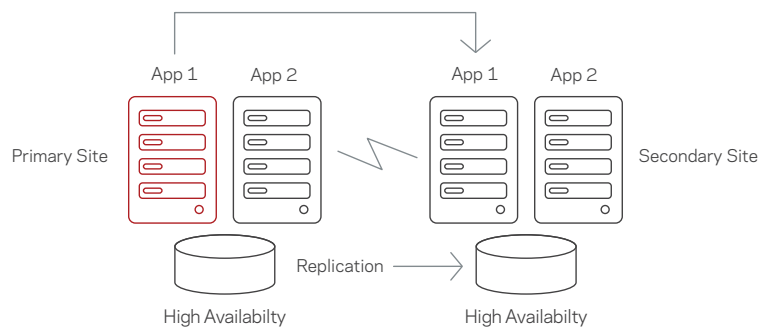 App 1
App 2
App 1
App 2
Primary Site
Secondary Site
Replication
High Availabilty
High Availabilty